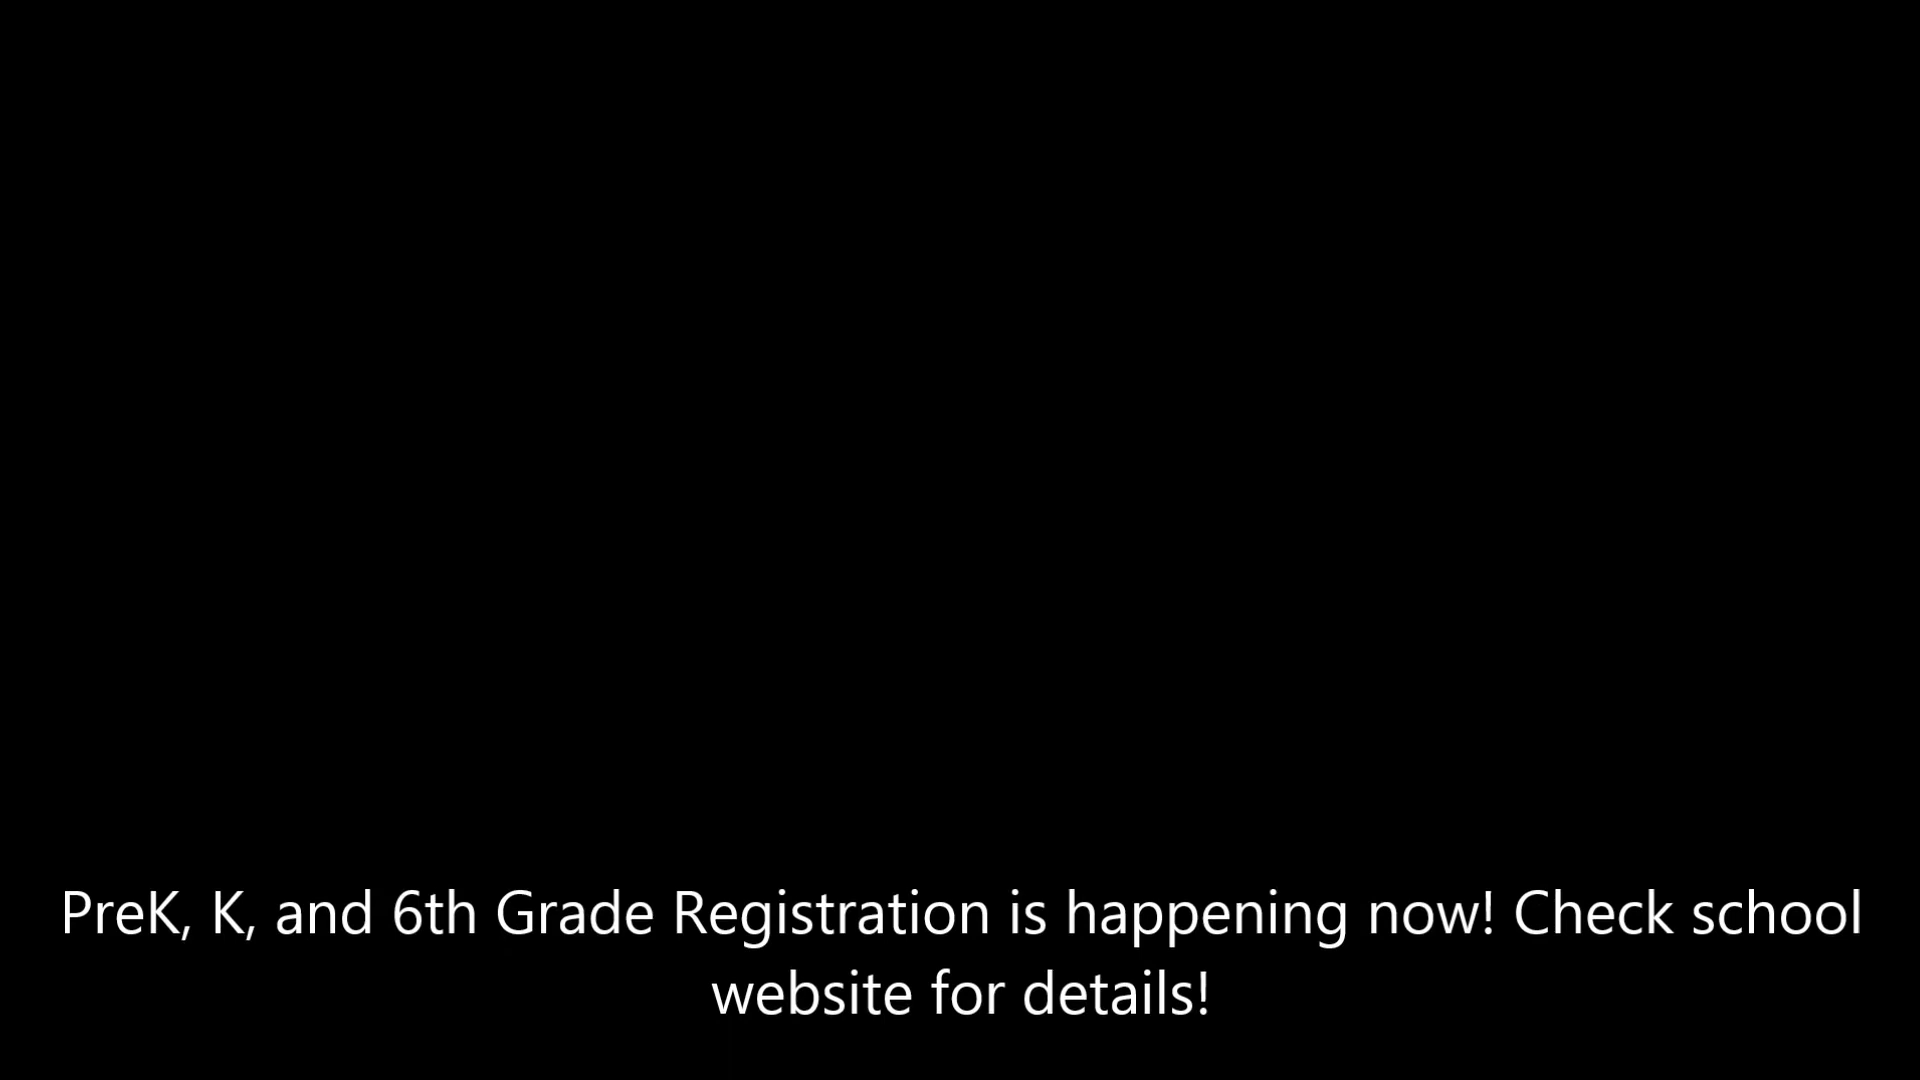 PreK, K, and 6th Grade Registration is happening now! Check school
website for details!